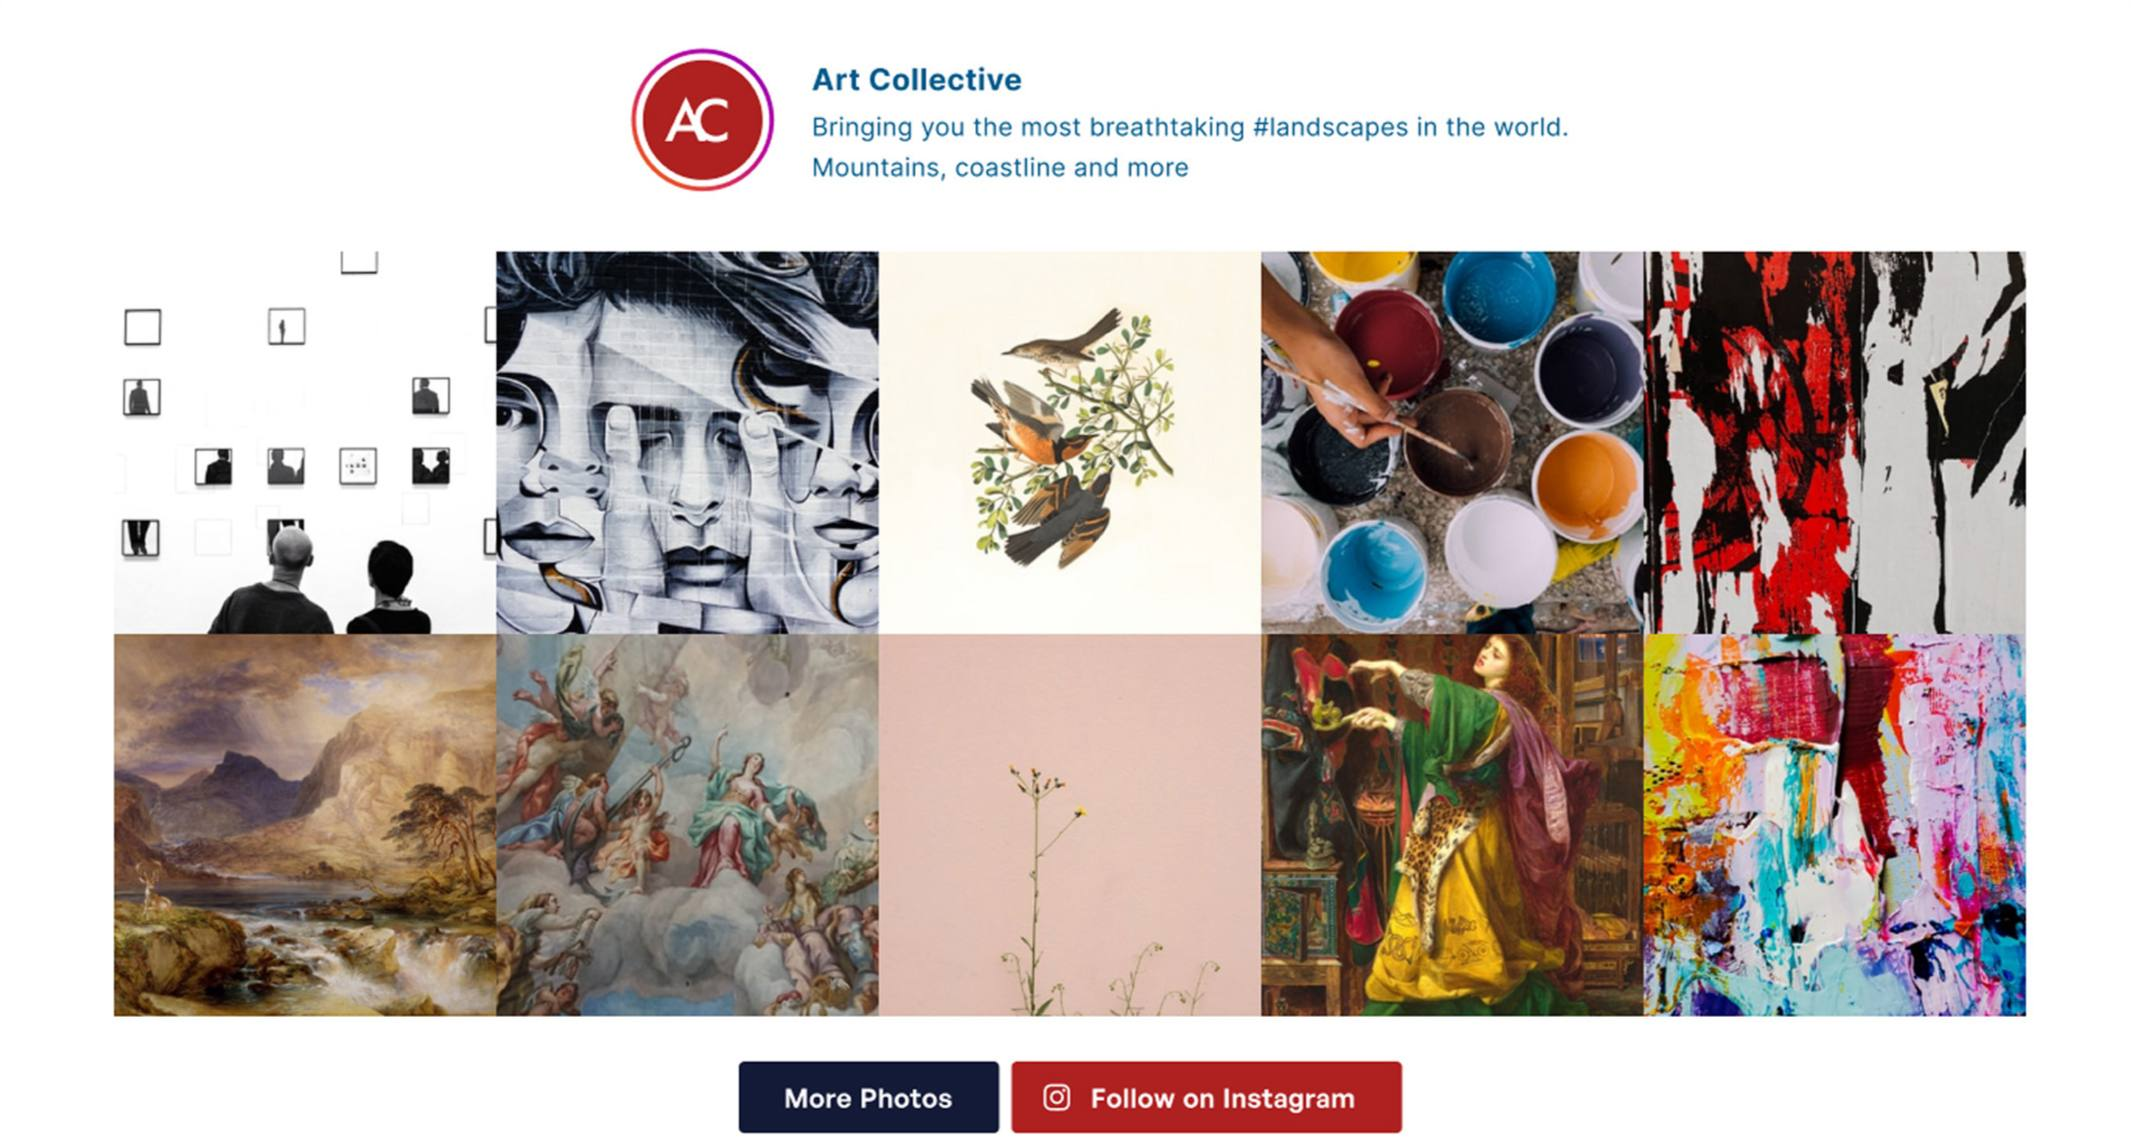 AC
Art Collective
Bringing you the most breathtaking #landscapes in the world.
Mountains, coastline and more
More Photos
Follow on Instagram